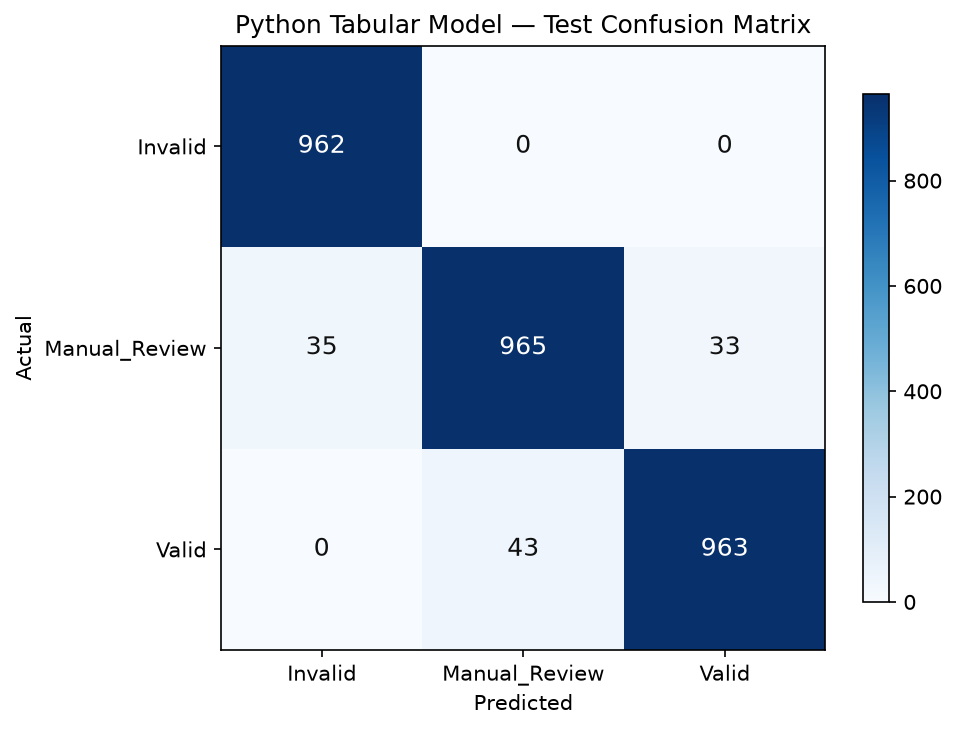 Python Tabular Model — Test Confusion Matrix
Actual
Invalid 962 0 0
Manual_Review 35 965 33
Valid 0 43 963
Invalid Manual_Review Valid
Predicted
800
600
400
200
0